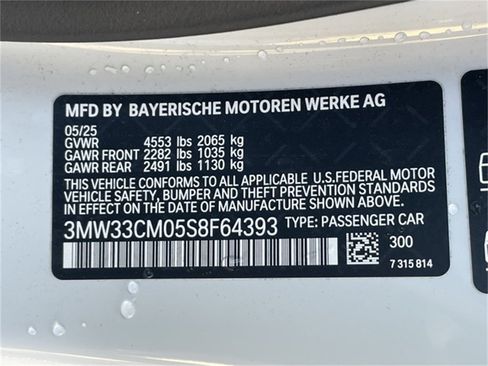 MFD BY BAYERISCHE MOTOREN WERKE AG
05/25
GVWR 4553 lbs 2065 kg
GAWR FRONT 2282 lbs 1035 kg
GAWR REAR 2491 lbs 1130 kg
THIS VEHICLE CONFORMS TO ALL APPLICABLE U.S.FEDERAL MOTOR
VEHICLE SAFETY, BUMPER, AND THEFT PREVENTION STANDARDS
IN EFFECT ON THE DATE OF MANUFACTURE SHOWN ABOVE.
3MW33CM05S8F64393 TYPE: PASSENGER CAR
300
7 315 814